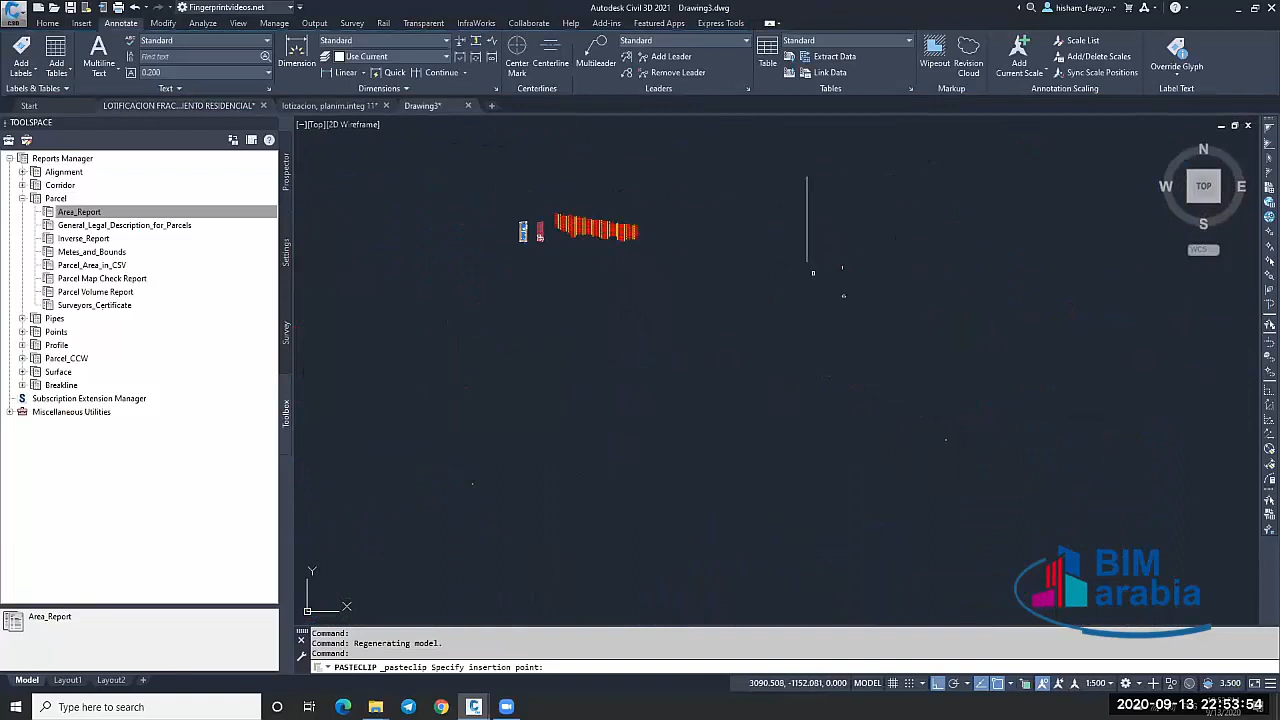 Fingerprintvideos.net
Autodesk Civil 3D 2021 Drawing3.dwg
hisham_fawzy...
Home Insert Annotate Modify Analyze View Manage Output Survey Rail Transparent InfraWorks Collaborate Help Add-ins Featured Apps Express Tools
Add Labels
Add Tables
Labels & Tables
Multiline Text
Standard
Find text
0.200
Text
Dimension
Standard
Use Current
Linear Quick Continue
Dimensions
Center Mark
Centerline
Centerlines
Multileader
Standard
Add Leader
Remove Leader
Leaders
Table
Standard
Extract Data
Link Data
Tables
Wipeout
Revision Cloud
Markup
Add Current Scale
Scale List
Add/Delete Scales
Sync Scale Positions
Annotation Scaling
Override Glyph
Label Text
Start LOTIFICACION FRAC...IENTO RESIDENCIAL* lotizacion, planim.integ 11* Drawing3*
TOOLSPACE
Reports Manager
Alignment
Corridor
Parcel
Area_Report
General_Legal_Description_for_Parcels
Inverse_Report
Metes_and_Bounds
Parcel_Area_in_CSV
Parcel Map Check Report
Parcel Volume Report
Surveyors_Certificate
Pipes
Points
Profile
Parcel_CCW
Surface
Breakline
Subscription Extension Manager
Miscellaneous Utilities
Prospector
Settings
Survey
Toolbox
Area_Report
[−][Top][2D Wireframe]
N
W TOP E
S
WCS
Y
X
BIM
arabia
Command:
Command: Regenerating model.
Command:
PASTECLIP _pasteclip Specify insertion point:
Model Layout1 Layout2 +
3090.508, -1152.081, 0.000 MODEL 1:500 3.500
Type here to search
2020-09-13 22:53:54
9/13/2020